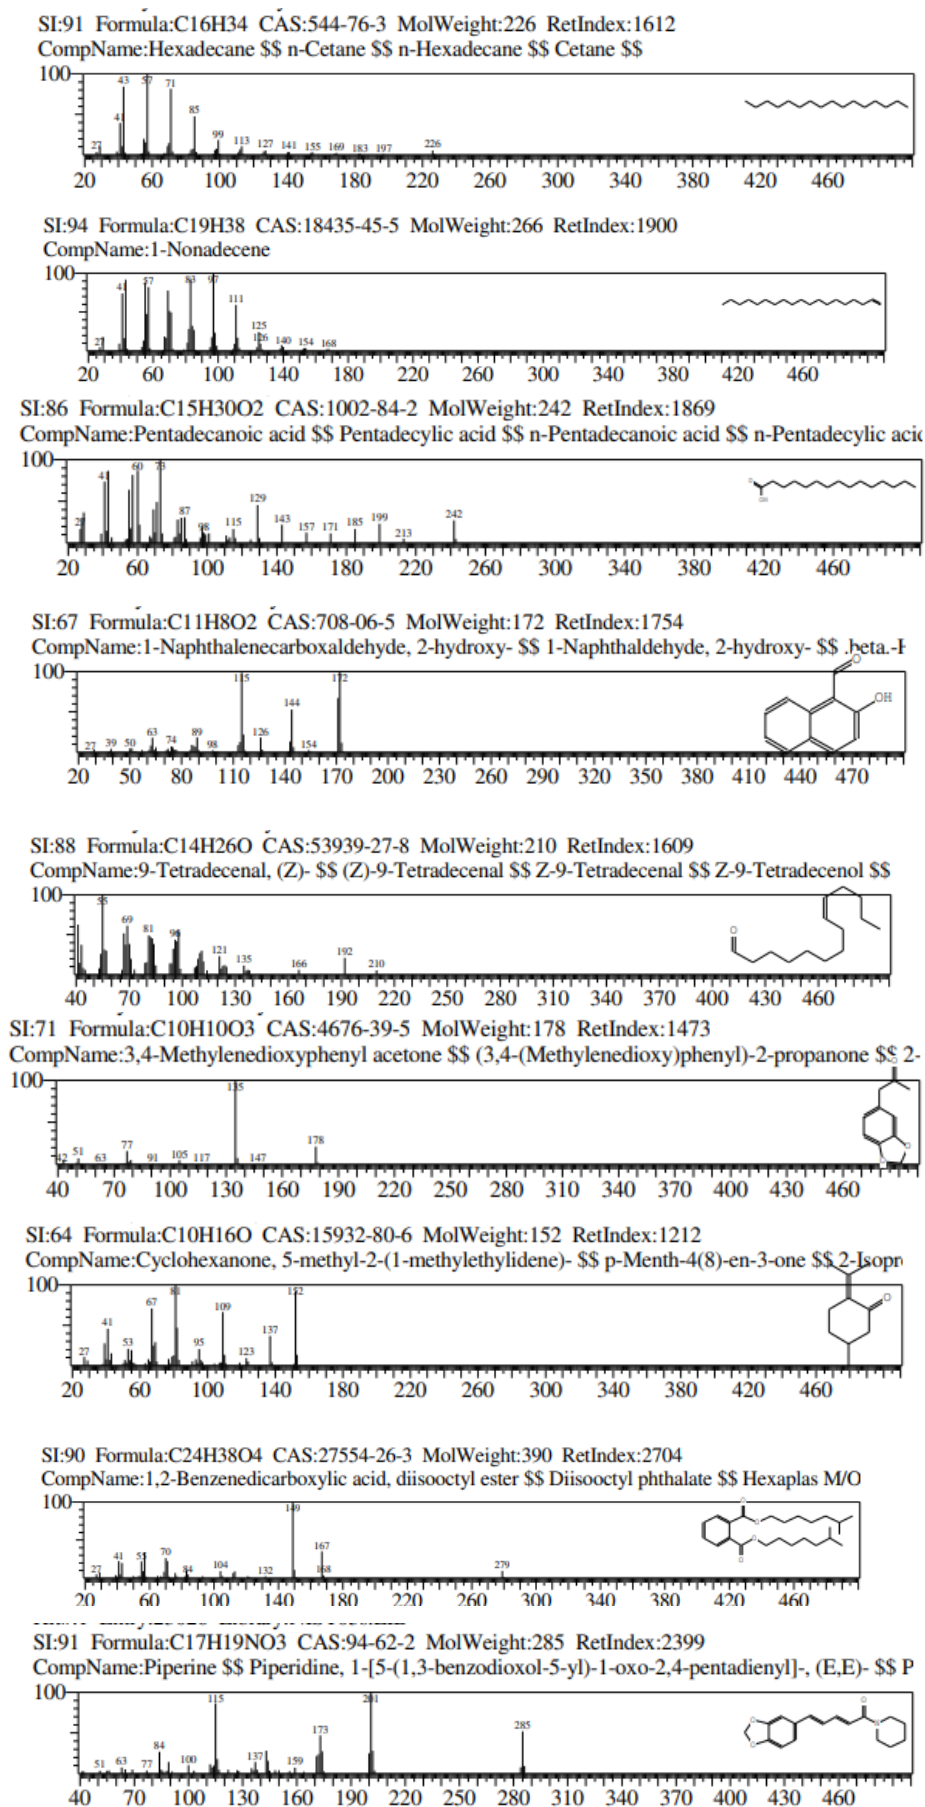 SI:91 Formula:C16H34 CAS:544-76-3 MolWeight:226 RetIndex:1612
CompName:Hexadecane $$ n-Cetane $$ n-Hexadecane $$ Cetane $$
100
27 41 43 57 71 85 99 113 127 141 155 169 183 197 226
20 60 100 140 180 220 260 300 340 380 420 460
SI:94 Formula:C19H38 CAS:18435-45-5 MolWeight:266 RetIndex:1900
CompName:1-Nonadecene
100
27 41 57 83 97 111 125 126 140 154 168
20 60 100 140 180 220 260 300 340 380 420 460
SI:86 Formula:C15H30O2 CAS:1002-84-2 MolWeight:242 RetIndex:1869
CompName:Pentadecanoic acid $$ Pentadecylic acid $$ n-Pentadecanoic acid $$ n-Pentadecylic acid
100
41 60 73 87 98 115 129 143 157 171 185 199 213 242
O OH
20 60 100 140 180 220 260 300 340 380 420 460
SI:67 Formula:C11H8O2 CAS:708-06-5 MolWeight:172 RetIndex:1754
CompName:1-Naphthalenecarboxaldehyde, 2-hydroxy- $$ 1-Naphthaldehyde, 2-hydroxy- $$ .beta.-H
100
27 39 50 63 74 89 98 115 126 144 154 172
O OH
20 50 80 110 140 170 200 230 260 290 320 350 380 410 440 470
SI:88 Formula:C14H26O CAS:53939-27-8 MolWeight:210 RetIndex:1609
CompName:9-Tetradecenal, (Z)- $$ (Z)-9-Tetradecenal $$ Z-9-Tetradecenal $$ Z-9-Tetradecenol $$
100
55 69 81 96 121 135 166 192 210
O
40 70 100 130 160 190 220 250 280 310 340 370 400 430 460
SI:71 Formula:C10H10O3 CAS:4676-39-5 MolWeight:178 RetIndex:1473
CompName:3,4-Methylenedioxyphenyl acetone $$ (3,4-(Methylenedioxy)phenyl)-2-propanone $$ 2-
100
42 51 63 77 91 105 117 135 147 178
40 70 100 130 160 190 220 250 280 310 340 370 400 430 460
SI:64 Formula:C10H16O CAS:15932-80-6 MolWeight:152 RetIndex:1212
CompName:Cyclohexanone, 5-methyl-2-(1-methylethylidene)- $$ p-Menth-4(8)-en-3-one $$ 2-Isopr
100
27 41 53 67 81 95 109 123 137 152
O
20 60 100 140 180 220 260 300 340 380 420 460
SI:90 Formula:C24H38O4 CAS:27554-26-3 MolWeight:390 RetIndex:2704
CompName:1,2-Benzenedicarboxylic acid, diisooctyl ester $$ Diisooctyl phthalate $$ Hexaplas M/O
100
27 41 55 70 84 104 132 149 167 168 279
O O O O
20 60 100 140 180 220 260 300 340 380 420 460
SI:91 Formula:C17H19NO3 CAS:94-62-2 MolWeight:285 RetIndex:2399
CompName:Piperine $$ Piperidine, 1-[5-(1,3-benzodioxol-5-yl)-1-oxo-2,4-pentadienyl]-, (E,E)- $$ P
100
51 63 77 84 100 115 137 159 173 201 285
O O O N
40 70 100 130 160 190 220 250 280 310 340 370 400 430 460